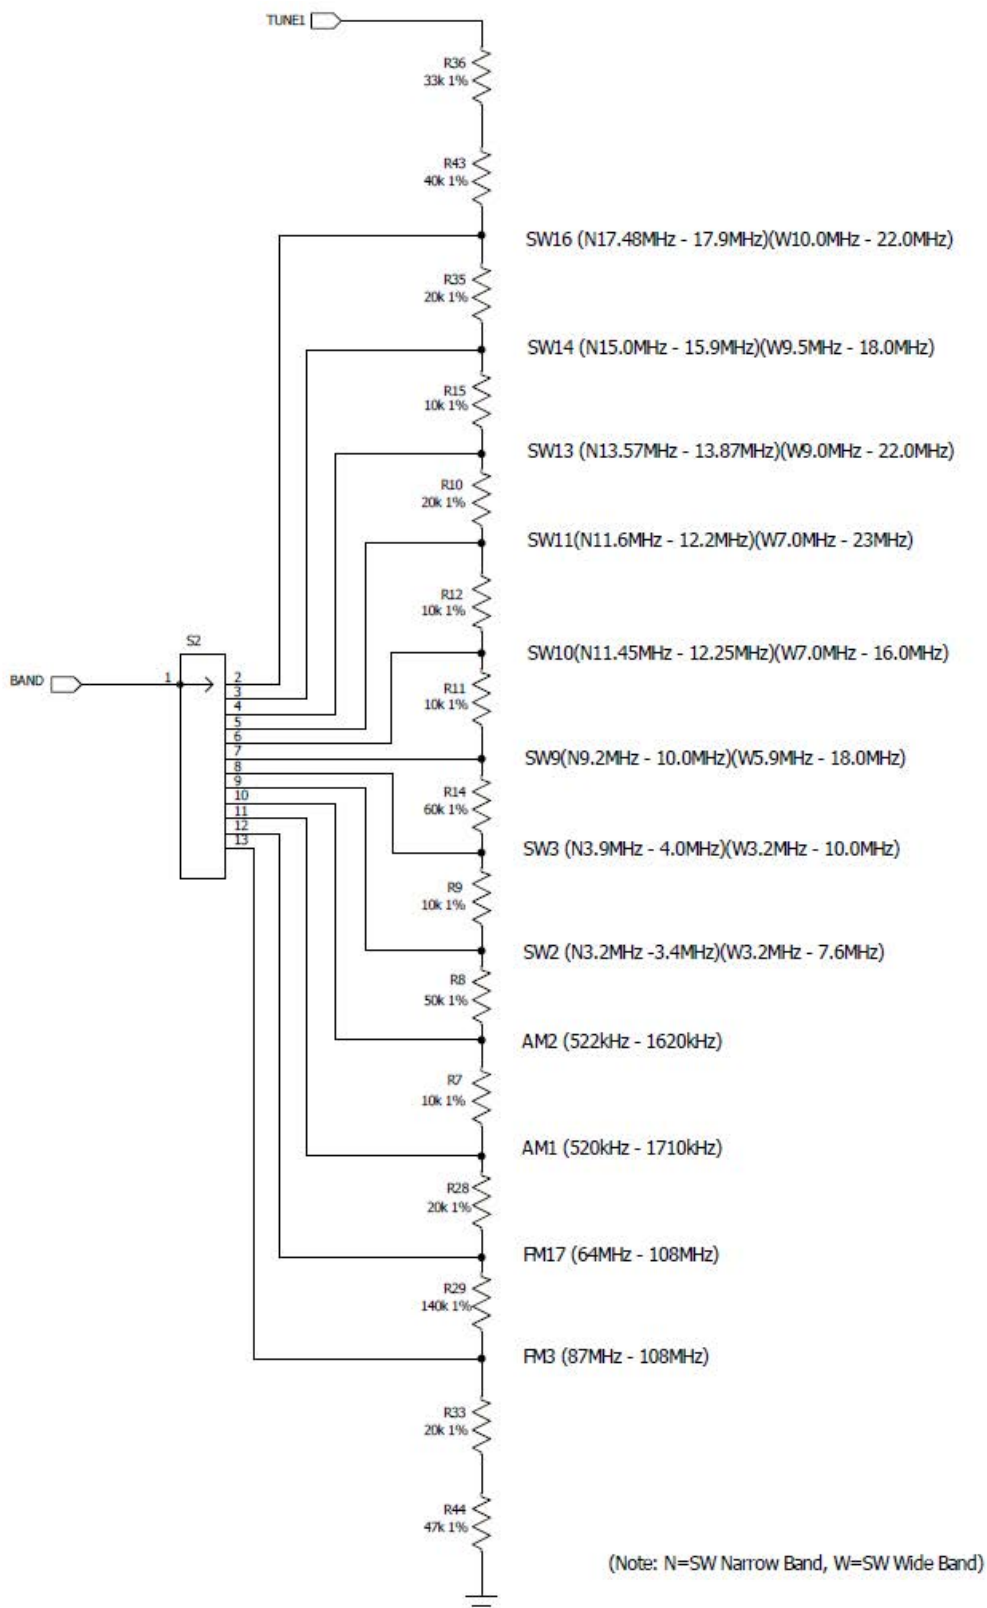 TUNE1
R36
33k 1%
R43
40k 1%
SW16 (N17.48MHz - 17.9MHz)(W10.0MHz - 22.0MHz)
R35
20k 1%
SW14 (N15.0MHz - 15.9MHz)(W9.5MHz - 18.0MHz)
R15
10k 1%
SW13 (N13.57MHz - 13.87MHz)(W9.0MHz - 22.0MHz)
R10
20k 1%
SW11(N11.6MHz - 12.2MHz)(W7.0MHz - 23MHz)
R12
10k 1%
S2
SW10(N11.45MHz - 12.25MHz)(W7.0MHz - 16.0MHz)
BAND
1
2
3
4
5
6
7
8
9
10
11
12
13
R11
10k 1%
SW9(N9.2MHz - 10.0MHz)(W5.9MHz - 18.0MHz)
R14
60k 1%
SW3 (N3.9MHz - 4.0MHz)(W3.2MHz - 10.0MHz)
R9
10k 1%
SW2 (N3.2MHz -3.4MHz)(W3.2MHz - 7.6MHz)
R8
50k 1%
AM2 (522kHz - 1620kHz)
R7
10k 1%
AM1 (520kHz - 1710kHz)
R28
20k 1%
FM17 (64MHz - 108MHz)
R29
140k 1%
FM3 (87MHz - 108MHz)
R33
20k 1%
R44
47k 1%
(Note: N=SW Narrow Band, W=SW Wide Band)